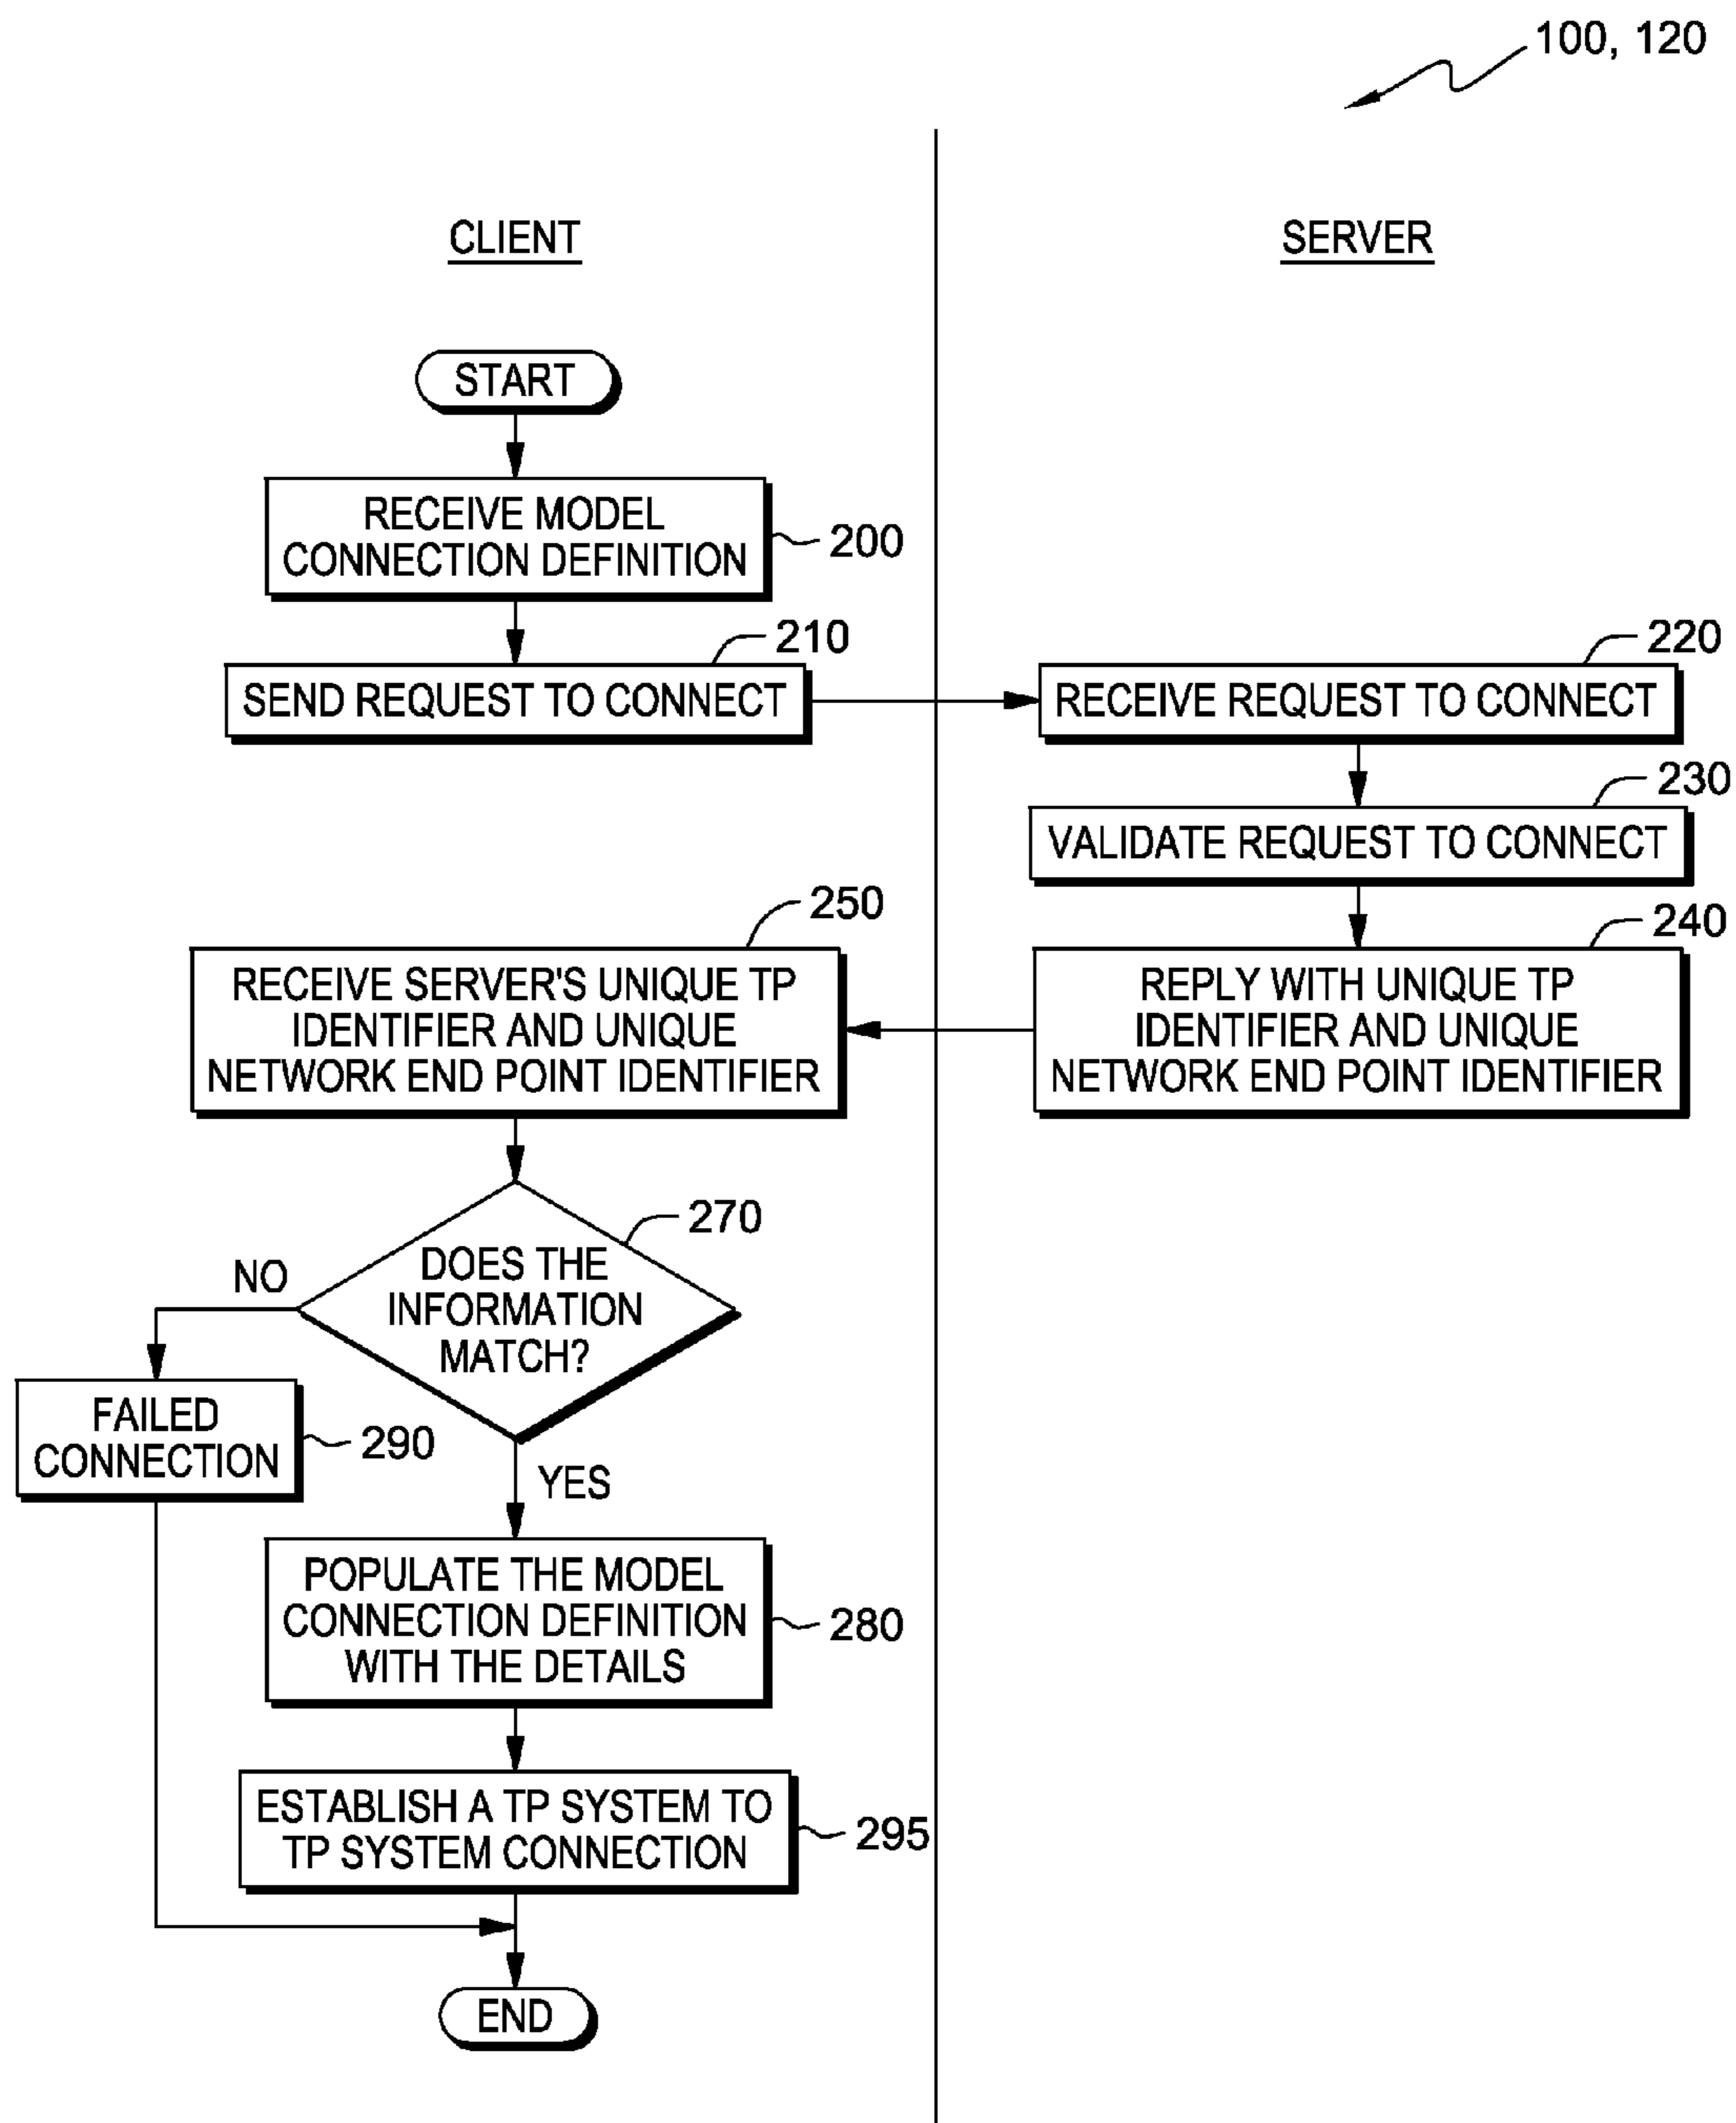 100, 120
CLIENT
SERVER
START
RECEIVE MODEL
CONNECTION DEFINITION
200
210
SEND REQUEST TO CONNECT
220
RECEIVE REQUEST TO CONNECT
230
VALIDATE REQUEST TO CONNECT
240
REPLY WITH UNIQUE TP
IDENTIFIER AND UNIQUE
NETWORK END POINT IDENTIFIER
250
RECEIVE SERVER'S UNIQUE TP
IDENTIFIER AND UNIQUE
NETWORK END POINT IDENTIFIER
270
DOES THE
INFORMATION
MATCH?
NO
FAILED
CONNECTION
290
YES
POPULATE THE MODEL
CONNECTION DEFINITION
WITH THE DETAILS
280
ESTABLISH A TP SYSTEM TO
TP SYSTEM CONNECTION
295
END